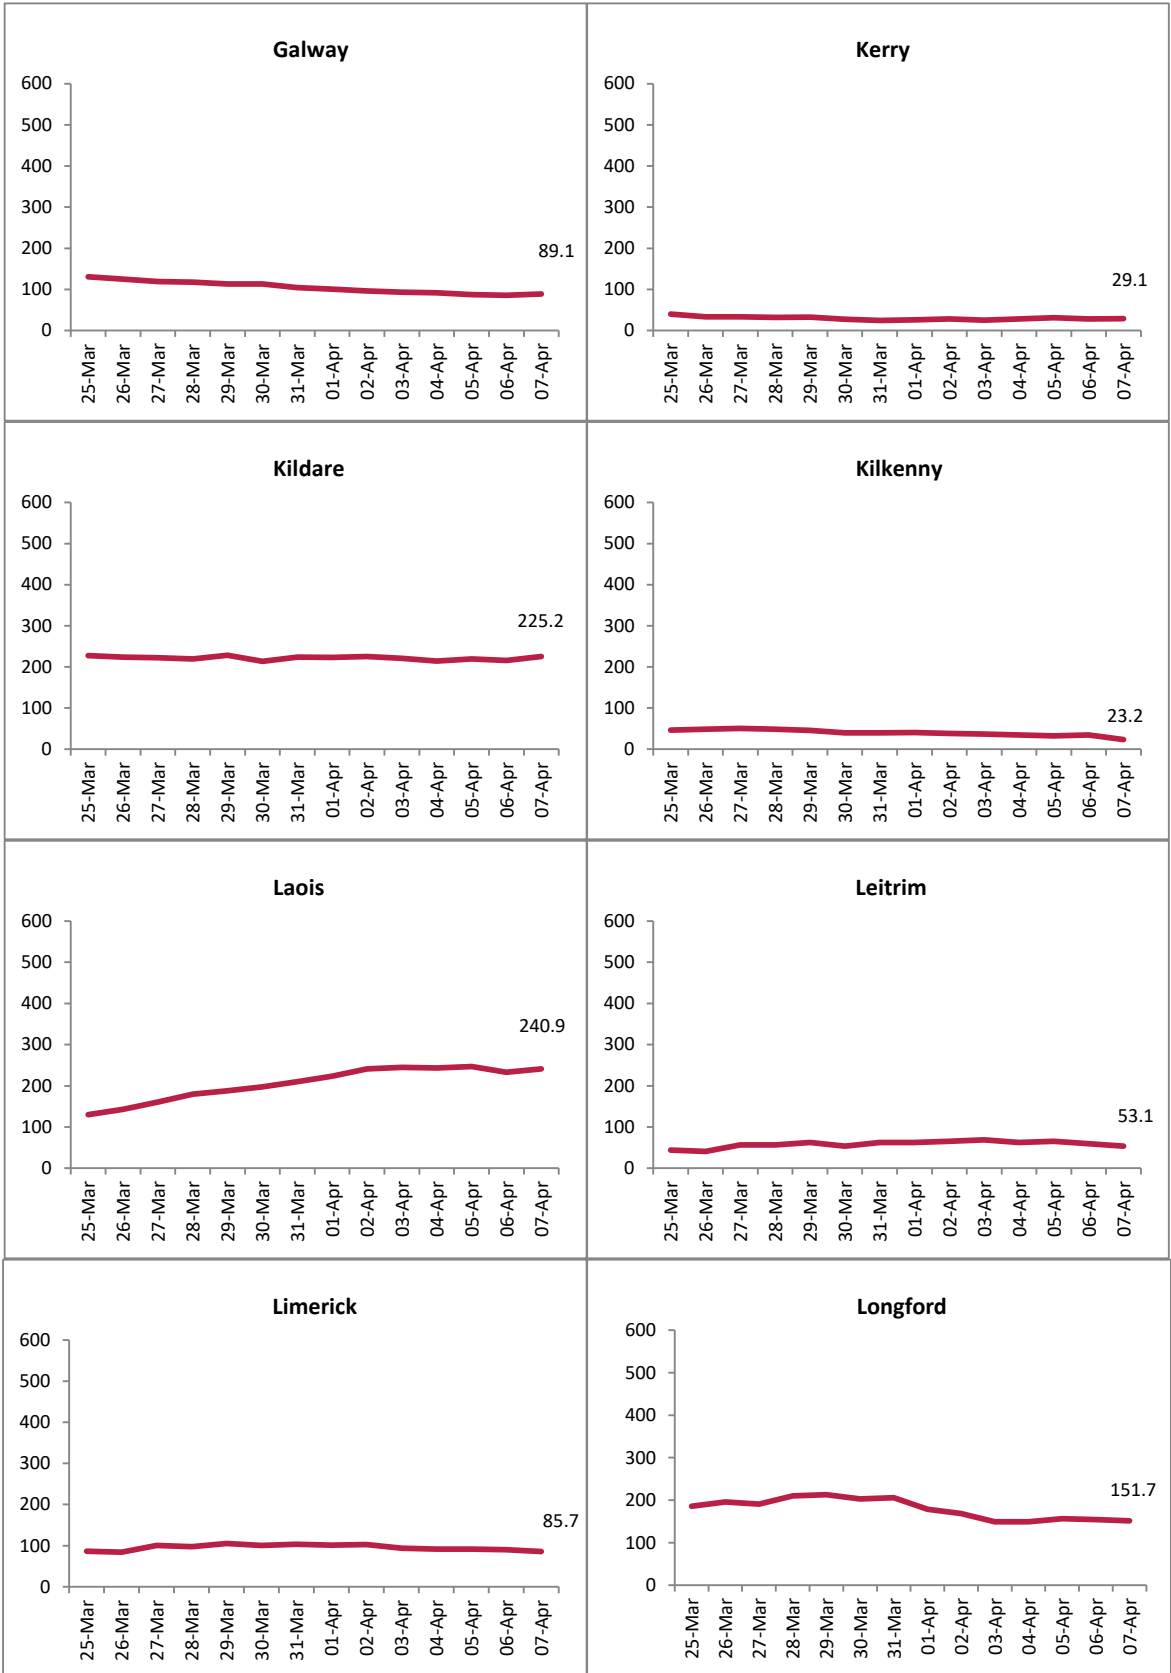 Galway
600
500
400
300
200
100
0
89.1
25-Mar
26-Mar
27-Mar
28-Mar
29-Mar
30-Mar
31-Mar
01-Apr
02-Apr
03-Apr
04-Apr
05-Apr
06-Apr
07-Apr
Kerry
600
500
400
300
200
100
0
29.1
25-Mar
26-Mar
27-Mar
28-Mar
29-Mar
30-Mar
31-Mar
01-Apr
02-Apr
03-Apr
04-Apr
05-Apr
06-Apr
07-Apr
Kildare
600
500
400
300
200
100
0
225.2
25-Mar
26-Mar
27-Mar
28-Mar
29-Mar
30-Mar
31-Mar
01-Apr
02-Apr
03-Apr
04-Apr
05-Apr
06-Apr
07-Apr
Kilkenny
600
500
400
300
200
100
0
23.2
25-Mar
26-Mar
27-Mar
28-Mar
29-Mar
30-Mar
31-Mar
01-Apr
02-Apr
03-Apr
04-Apr
05-Apr
06-Apr
07-Apr
Laois
600
500
400
300
200
100
0
240.9
25-Mar
26-Mar
27-Mar
28-Mar
29-Mar
30-Mar
31-Mar
01-Apr
02-Apr
03-Apr
04-Apr
05-Apr
06-Apr
07-Apr
Leitrim
600
500
400
300
200
100
0
53.1
25-Mar
26-Mar
27-Mar
28-Mar
29-Mar
30-Mar
31-Mar
01-Apr
02-Apr
03-Apr
04-Apr
05-Apr
06-Apr
07-Apr
Limerick
600
500
400
300
200
100
0
85.7
25-Mar
26-Mar
27-Mar
28-Mar
29-Mar
30-Mar
31-Mar
01-Apr
02-Apr
03-Apr
04-Apr
05-Apr
06-Apr
07-Apr
Longford
600
500
400
300
200
100
0
151.7
25-Mar
26-Mar
27-Mar
28-Mar
29-Mar
30-Mar
31-Mar
01-Apr
02-Apr
03-Apr
04-Apr
05-Apr
06-Apr
07-Apr